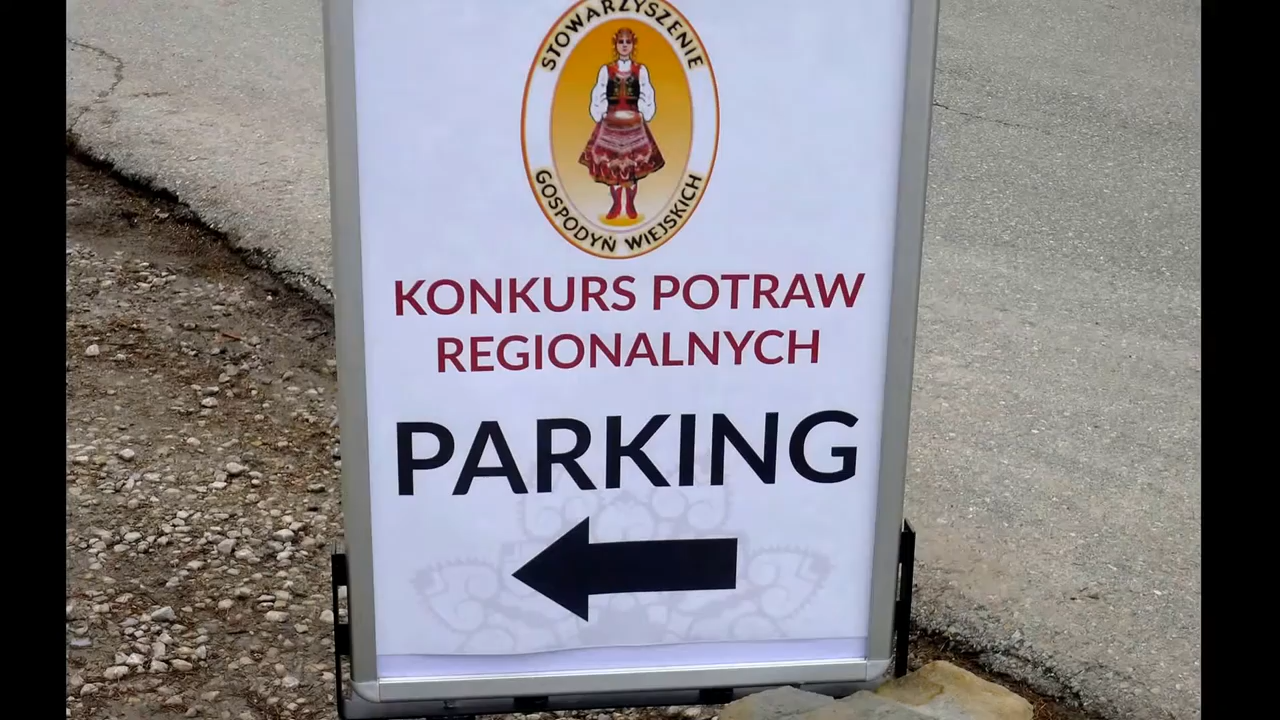 STOWARZYSZENIE
GOSPODYŃ WIEJSKICH
KONKURS POTRAW
REGIONALNYCH
PARKING